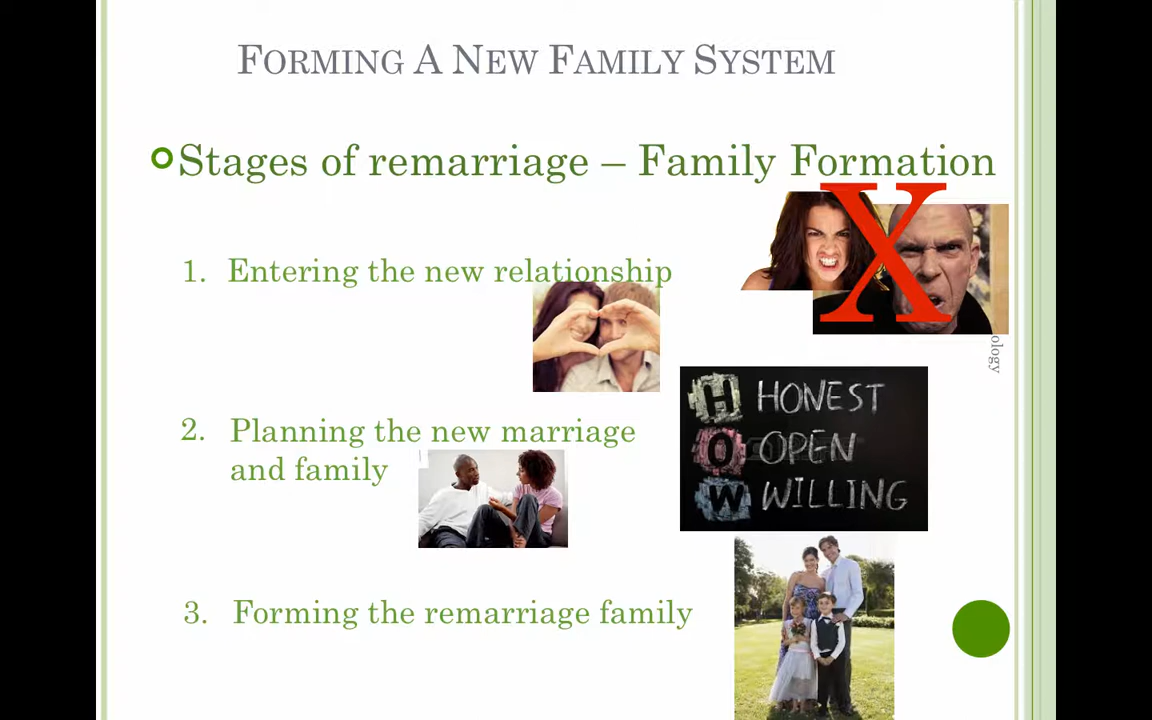 FORMING A NEW FAMILY SYSTEM
Stages of remarriage – Family Formation
X
1. Entering the new relationship
ology
HONEST
OPEN
WILLING
2. Planning the new marriage
and family
3. Forming the remarriage family